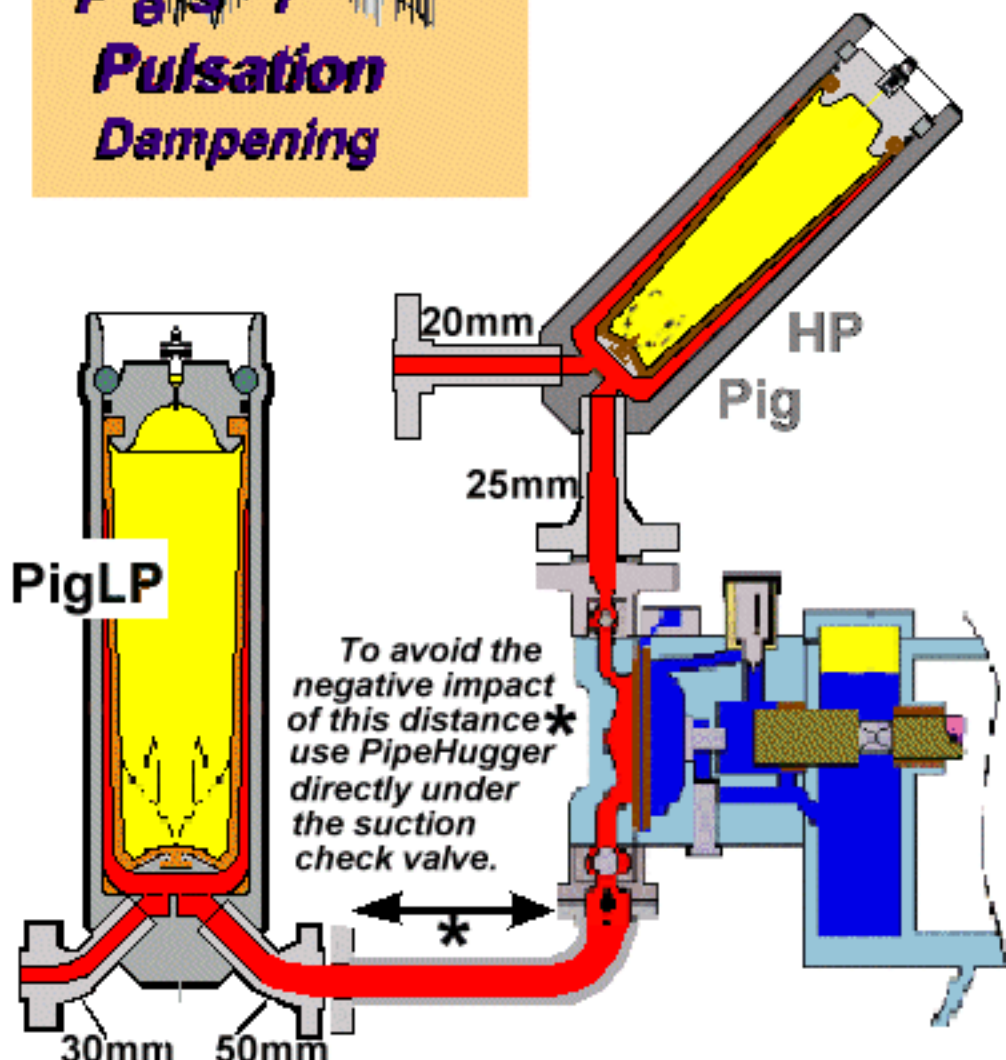 Pulsation
Dampening
20mm
HP
Pig
25mm
PigLP
To avoid the
negative impact
of this distance*
use PipeHugger
directly under
the suction
check valve.
*
30mm 50mm